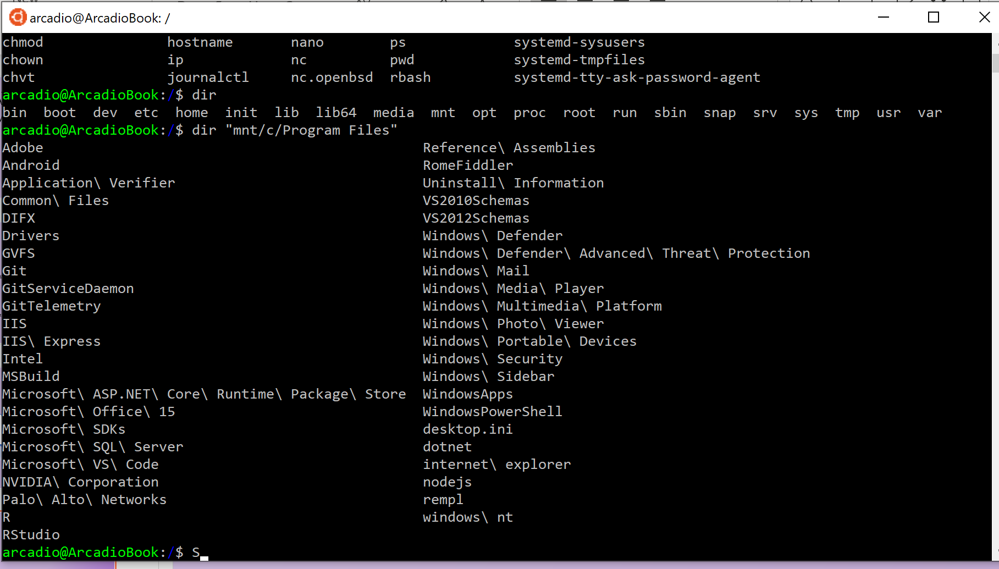 arcadio@ArcadioBook: /
chmod hostname nano ps systemd-sysusers
chown ip nc pwd systemd-tmpfiles
chvt journalctl nc.openbsd rbash systemd-tty-ask-password-agent
arcadio@ArcadioBook:/$ dir
bin boot dev etc home init lib lib64 media mnt opt proc root run sbin snap srv sys tmp usr var
arcadio@ArcadioBook:/$ dir "mnt/c/Program Files"
Adobe Reference\ Assemblies
Android RomeFiddler
Application\ Verifier Uninstall\ Information
Common\ Files VS2010Schemas
DIFX VS2012Schemas
Drivers Windows\ Defender
GVFS Windows\ Defender\ Advanced\ Threat\ Protection
Git Windows\ Mail
GitServiceDaemon Windows\ Media\ Player
GitTelemetry Windows\ Multimedia\ Platform
IIS Windows\ Photo\ Viewer
IIS\ Express Windows\ Portable\ Devices
Intel Windows\ Security
MSBuild Windows\ Sidebar
Microsoft\ ASP.NET\ Core\ Runtime\ Package\ Store WindowsApps
Microsoft\ Office\ 15 WindowsPowerShell
Microsoft\ SDKs desktop.ini
Microsoft\ SQL\ Server dotnet
Microsoft\ VS\ Code internet\ explorer
NVIDIA\ Corporation nodejs
Palo\ Alto\ Networks rempl
R windows\ nt
RStudio
arcadio@ArcadioBook:/$ S